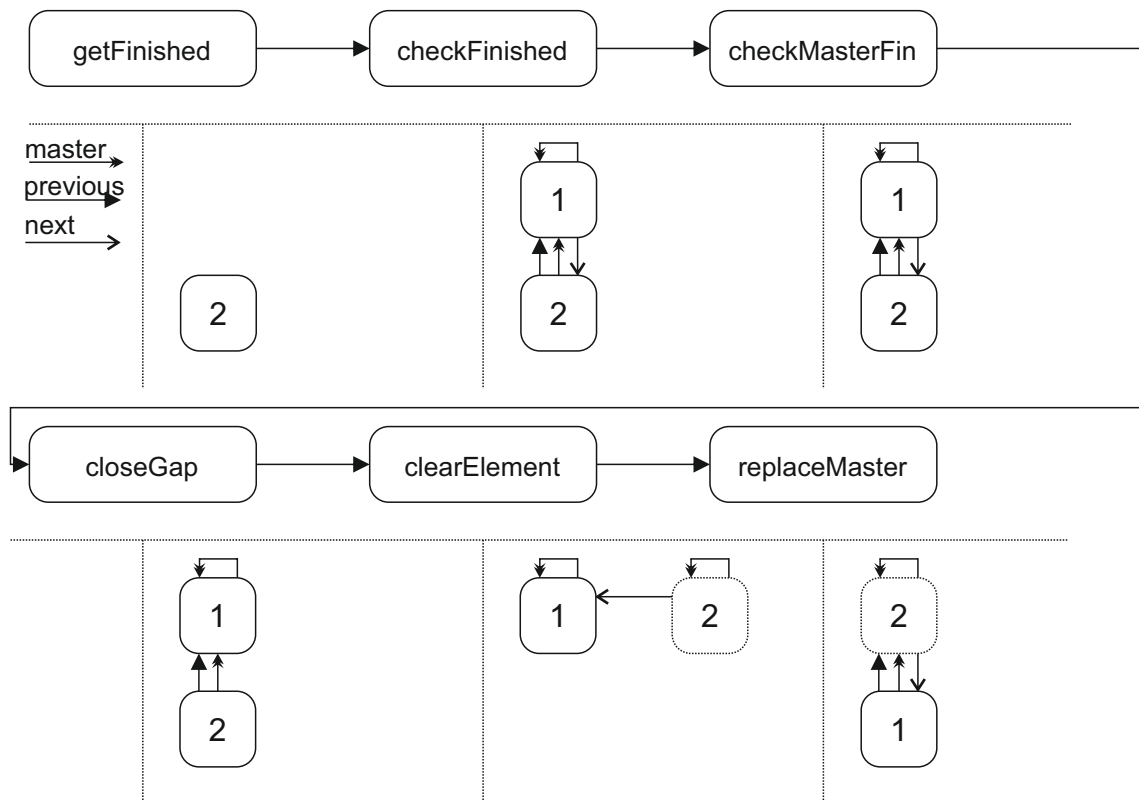 getFinished checkFinished checkMasterFin
master
previous
next
1 1
2 2 2
closeGap clearElement replaceMaster
1 1 2 2
2 1